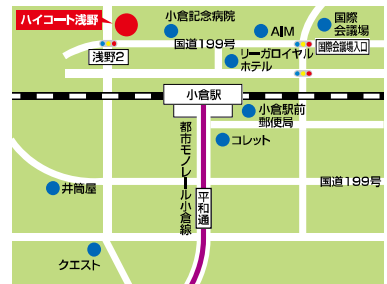 ハイコート浅野
小倉記念病院
AIM
国際
会議場
国道199号
浅野2
リーガロイヤル
ホテル
国際会議場入口
小倉駅
小倉駅前
郵便局
コレット
都市モノレール小倉線
平和通
国道199号
井筒屋
クエスト